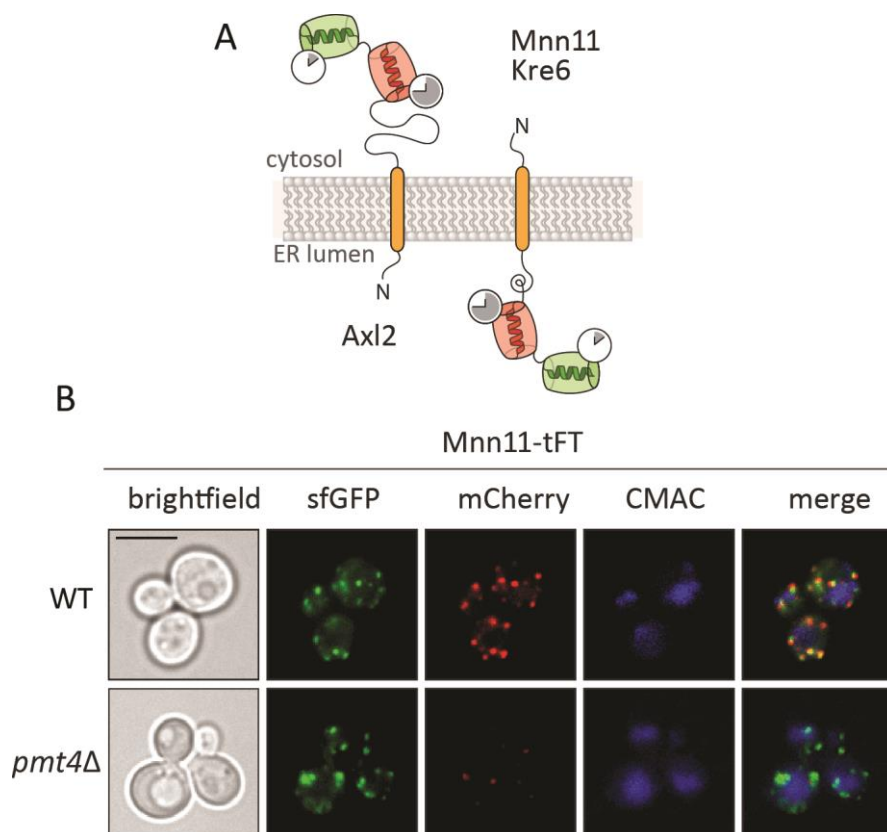 A
Mnn11
Kre6
N
cytosol
ER lumen
N
Axl2
B
Mnn11-tFT
brightfield sfGFP mCherry CMAC merge
WT
pmt4Δ